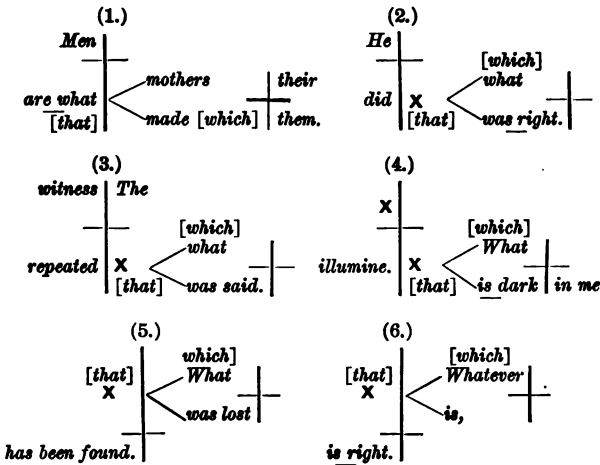 (1.)
Men
mothers their
are what
made [which] them.
[that]
(2.)
He
[which]
what
did X
[that] was right.
(3.)
witness The
[which]
what
repeated X
[that] was said.
(4.)
X
[which]
What
illumine. X
[that] is dark in me
(5.)
which]
[that] What
X
was lost
has been found.
(6.)
[which]
[that] Whatever
X
is,
is right.